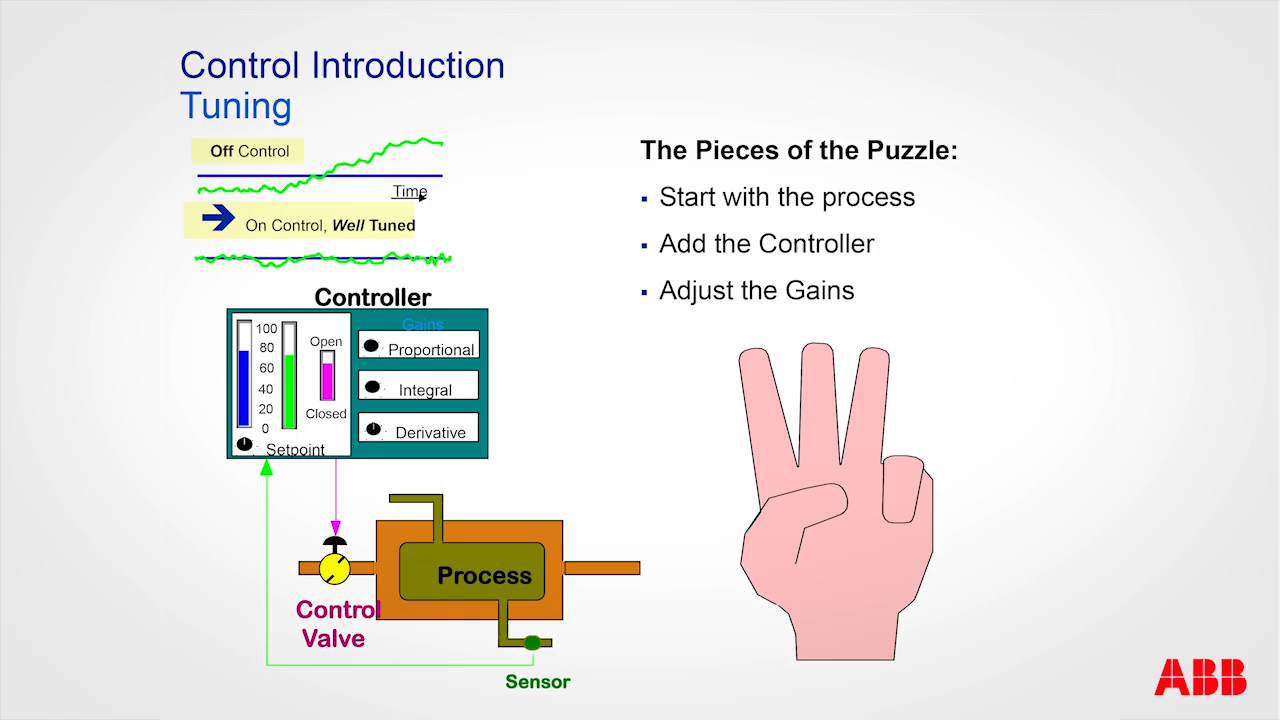 Control Introduction
Tuning
Off Control
Time
On Control, Well Tuned
The Pieces of the Puzzle:
Start with the process
Add the Controller
Adjust the Gains
Controller
Gains
100
80
60
40
20
0
Open
Closed
Setpoint
Proportional
Integral
Derivative
Process
Control
Valve
Sensor
ABB